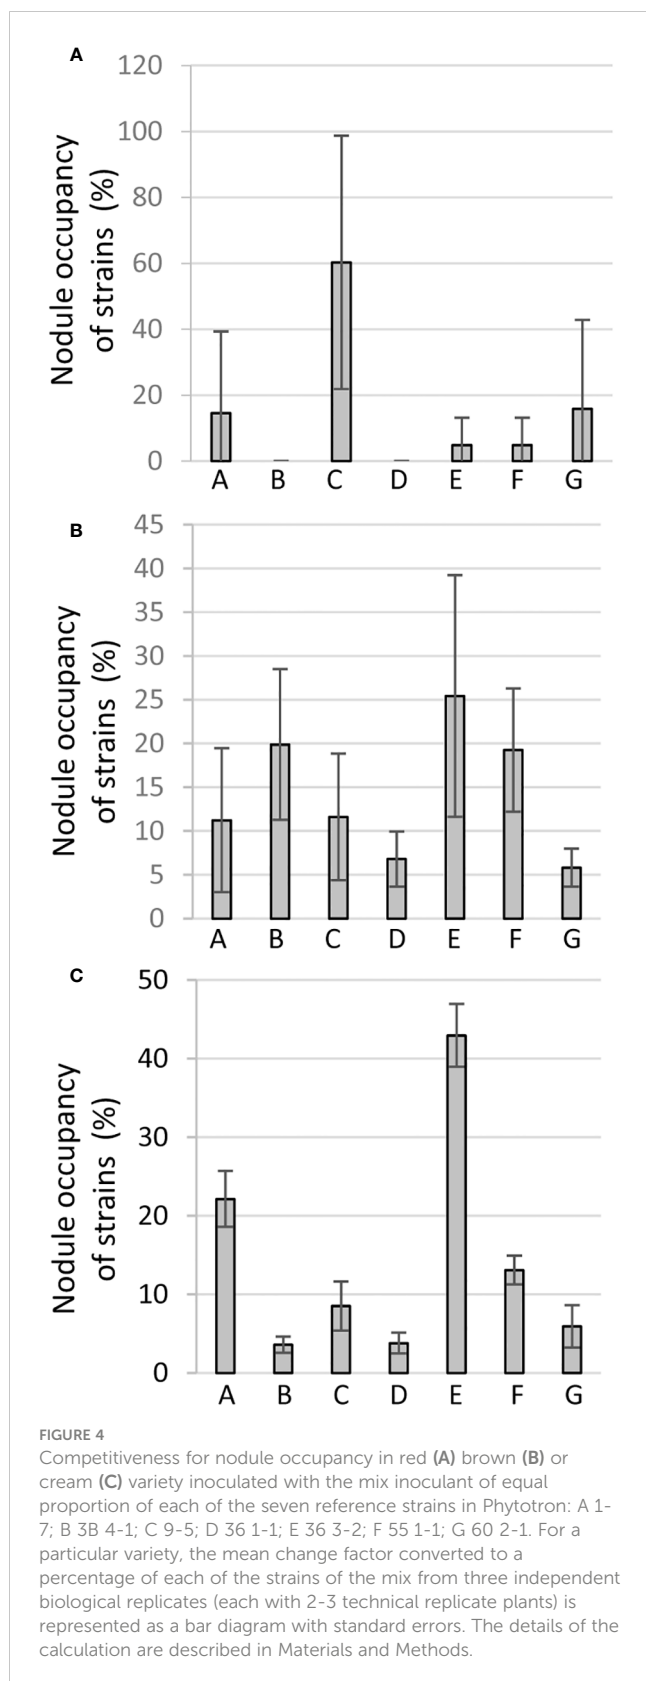 A
120
100
80
60
40
20
0
Nodule occupancy
of strains (%)
A B C D E F G
B
45
40
35
30
25
20
15
10
5
0
Nodule occupancy
of strains (%)
A B C D E F G
C
50
40
30
20
10
0
Nodule occupancy
of strains (%)
A B C D E F G
FIGURE 4
Competitiveness for nodule occupancy in red (A) brown (B) or
cream (C) variety inoculated with the mix inoculant of equal
proportion of each of the seven reference strains in Phytotron: A 1-
7; B 3B 4-1; C 9-5; D 36 1-1; E 36 3-2; F 55 1-1; G 60 2-1. For a
particular variety, the mean change factor converted to a
percentage of each of the strains of the mix from three independent
biological replicates (each with 2-3 technical replicate plants) is
represented as a bar diagram with standard errors. The details of the
calculation are described in Materials and Methods.